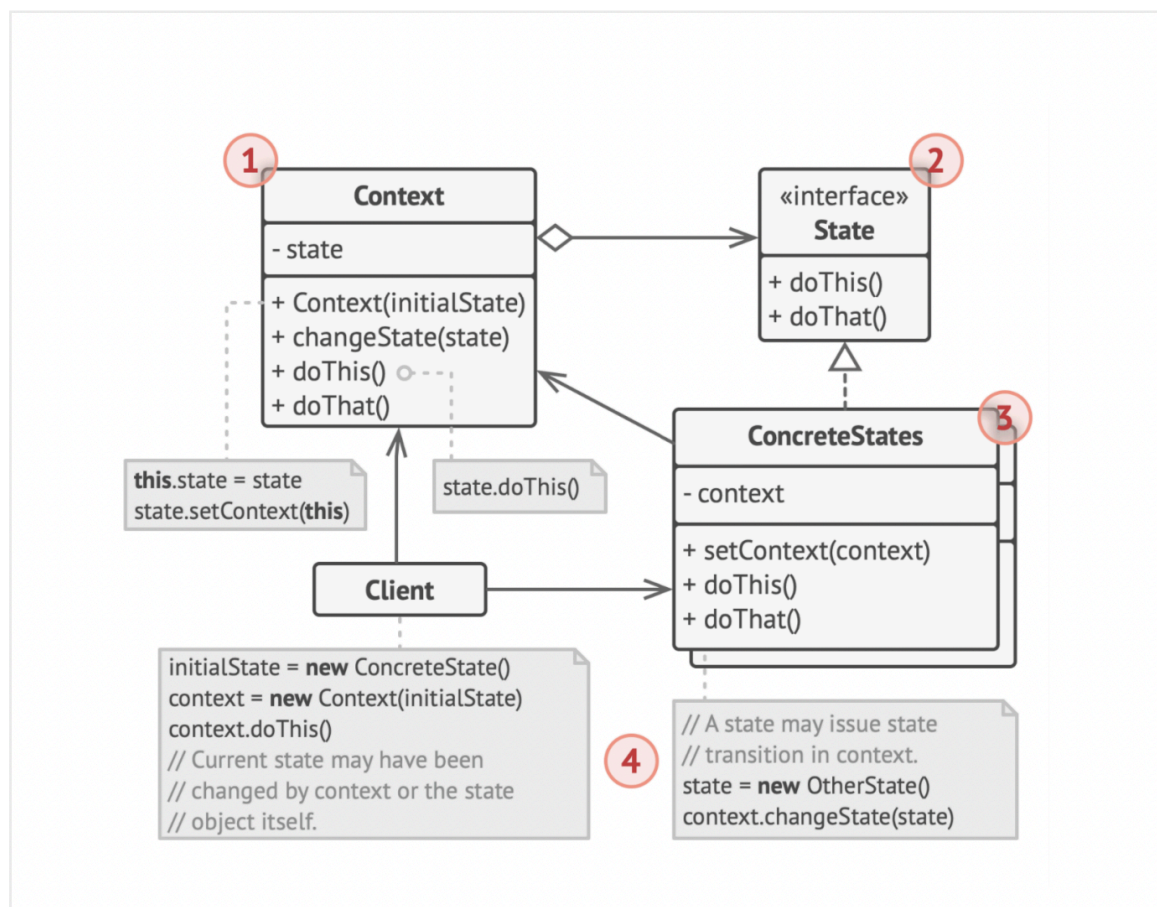 1
Context
- state
+ Context(initialState)
+ changeState(state)
+ doThis()
+ doThat()
2
«interface»
State
+ doThis()
+ doThat()
3
ConcreteStates
- context
+ setContext(context)
+ doThis()
+ doThat()
this.state = state
state.setContext(this)
state.doThis()
Client
initialState = new ConcreteState()
context = new Context(initialState)
context.doThis()
// Current state may have been
// changed by context or the state
// object itself.
4
// A state may issue state
// transition in context.
state = new OtherState()
context.changeState(state)